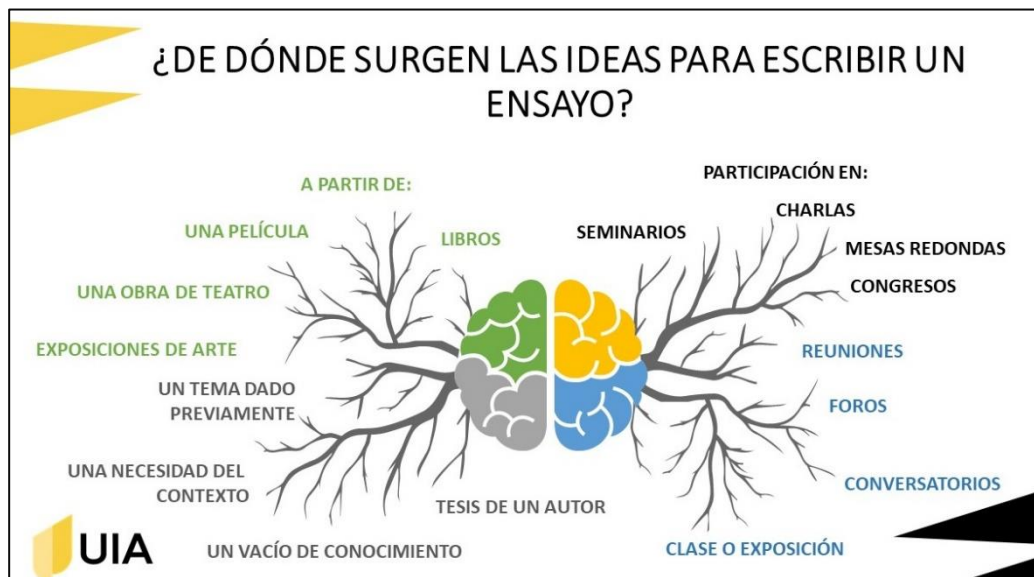 ¿DE DÓNDE SURGEN LAS IDEAS PARA ESCRIBIR UN
ENSAYO?
A PARTIR DE:
UNA PELÍCULA
LIBROS
UNA OBRA DE TEATRO
EXPOSICIONES DE ARTE
UN TEMA DADO
PREVIAMENTE
UNA NECESIDAD DEL
CONTEXTO
TESIS DE UN AUTOR
UN VACÍO DE CONOCIMIENTO
PARTICIPACIÓN EN:
SEMINARIOS
CHARLAS
MESAS REDONDAS
CONGRESOS
REUNIONES
FOROS
CONVERSATORIOS
CLASE O EXPOSICIÓN
UIA